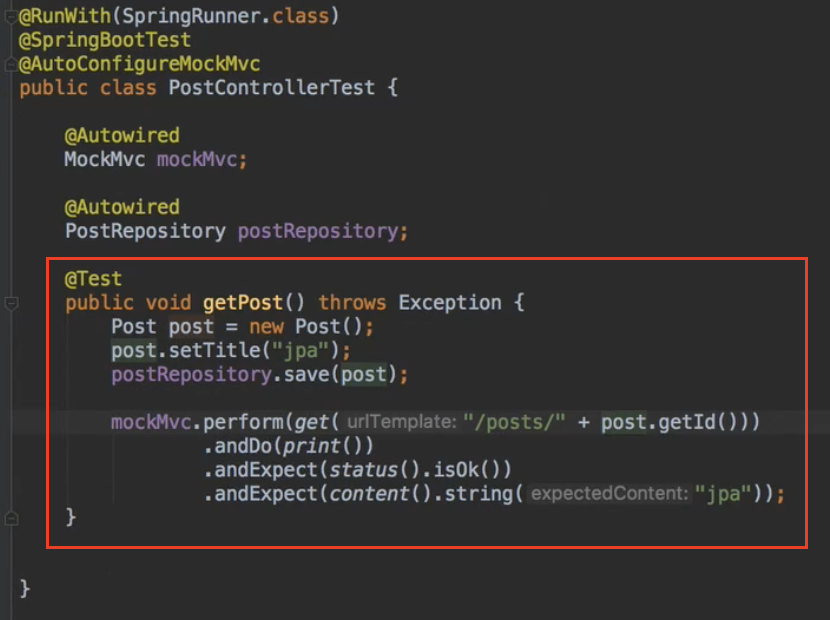 @RunWith(SpringRunner.class)
@SpringBootTest
@AutoConfigureMockMvc
public class PostControllerTest {
@Autowired
MockMvc mockMvc;
@Autowired
PostRepository postRepository;
@Test
public void getPost() throws Exception {
Post post = new Post();
post.setTitle("jpa");
postRepository.save(post);
mockMvc.perform(get( urlTemplate: "/posts/" + post.getId()))
.andDo(print())
.andExpect(status().isOk())
.andExpect(content().string( expectedContent: "jpa"));
}
}